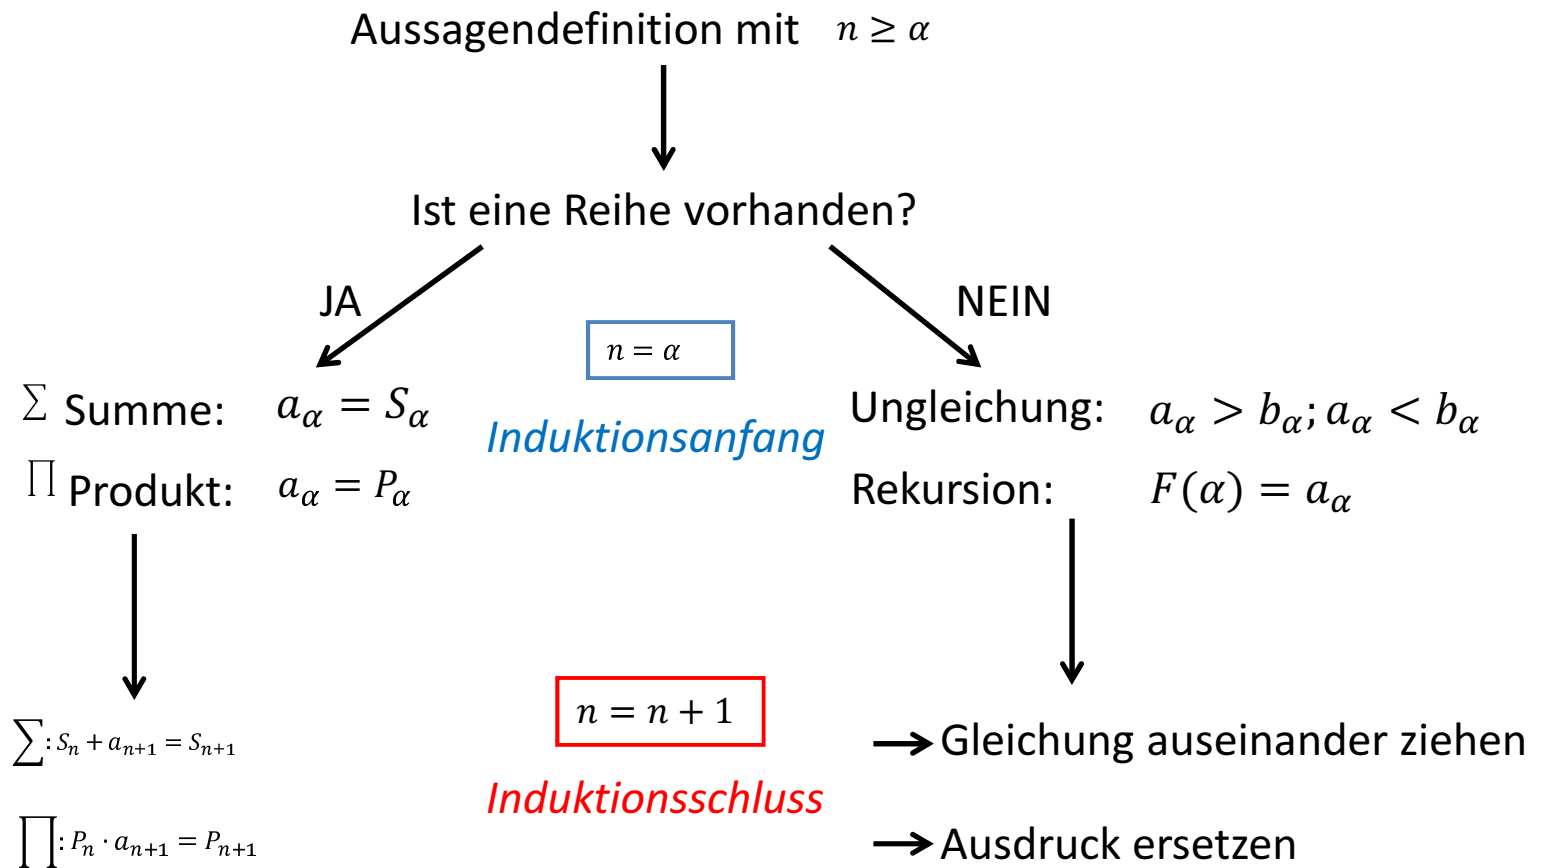 Aussagendefinition mit n ≥ α
Ist eine Reihe vorhanden?
JA
NEIN
n = α
∑ Summe: a_α = S_α
Induktionsanfang
Ungleichung: a_α > b_α; a_α < b_α
∏ Produkt: a_α = P_α
Rekursion: F(α) = a_α
n = n + 1
∑: S_n + a_{n+1} = S_{n+1}
Gleichung auseinander ziehen
Induktionsschluss
∏: P_n · a_{n+1} = P_{n+1}
Ausdruck ersetzen